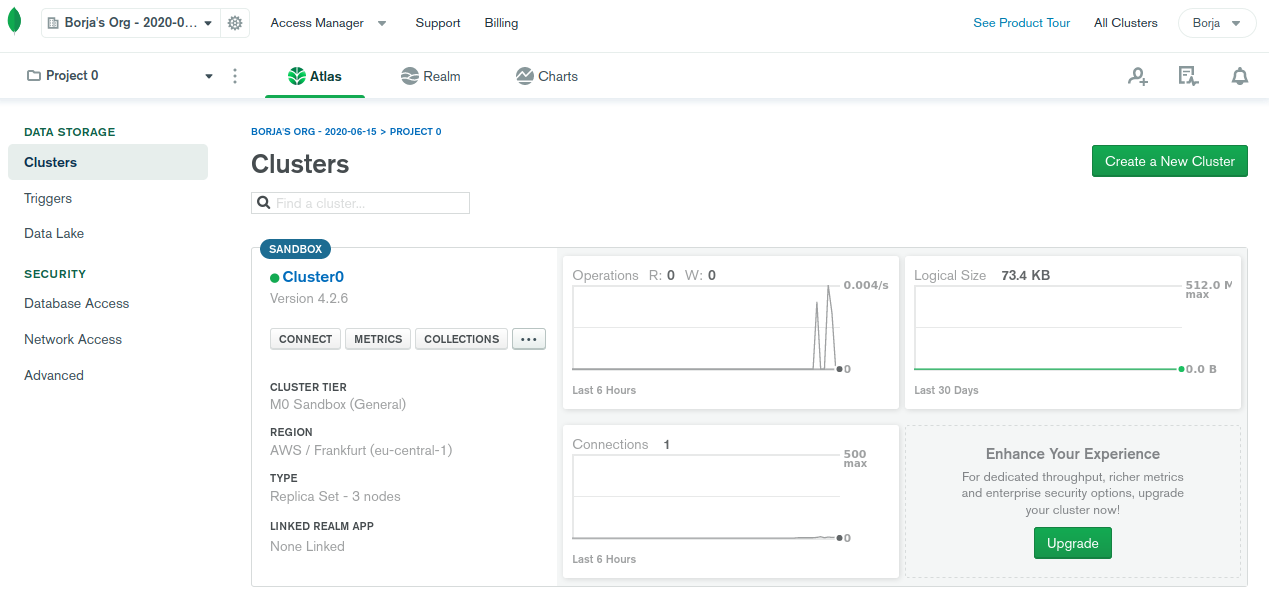 Borja's Org - 2020-0...
Access Manager
Support
Billing
See Product Tour
All Clusters
Borja
Project 0
Atlas
Realm
Charts
DATA STORAGE
Clusters
Triggers
Data Lake
SECURITY
Database Access
Network Access
Advanced
BORJA'S ORG - 2020-06-15 > PROJECT 0
Clusters
Create a New Cluster
Find a cluster...
SANDBOX
Cluster0
Version 4.2.6
CONNECT
METRICS
COLLECTIONS
...
CLUSTER TIER
M0 Sandbox (General)
REGION
AWS / Frankfurt (eu-central-1)
TYPE
Replica Set - 3 nodes
LINKED REALM APP
None Linked
Operations R: 0 W: 0
0.004/s
0
Last 6 Hours
Logical Size 73.4 KB
512.0 M
max
0.0 B
Last 30 Days
Connections 1
500
max
0
Last 6 Hours
Enhance Your Experience
For dedicated throughput, richer metrics
and enterprise security options, upgrade
your cluster now!
Upgrade